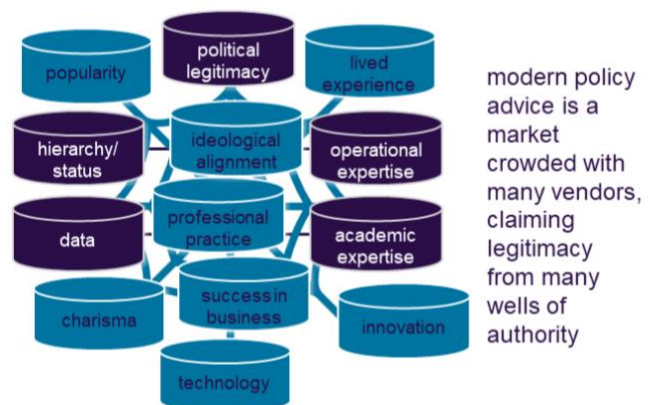 political
legitimacy
popularity
lived
experience
hierarchy/
status
ideological
alignment
operational
expertise
data
professional
practice
academic
expertise
charisma
success in
business
innovation
technology
modern policy
advice is a
market
crowded with
many vendors,
claiming
legitimacy
from many
wells of
authority